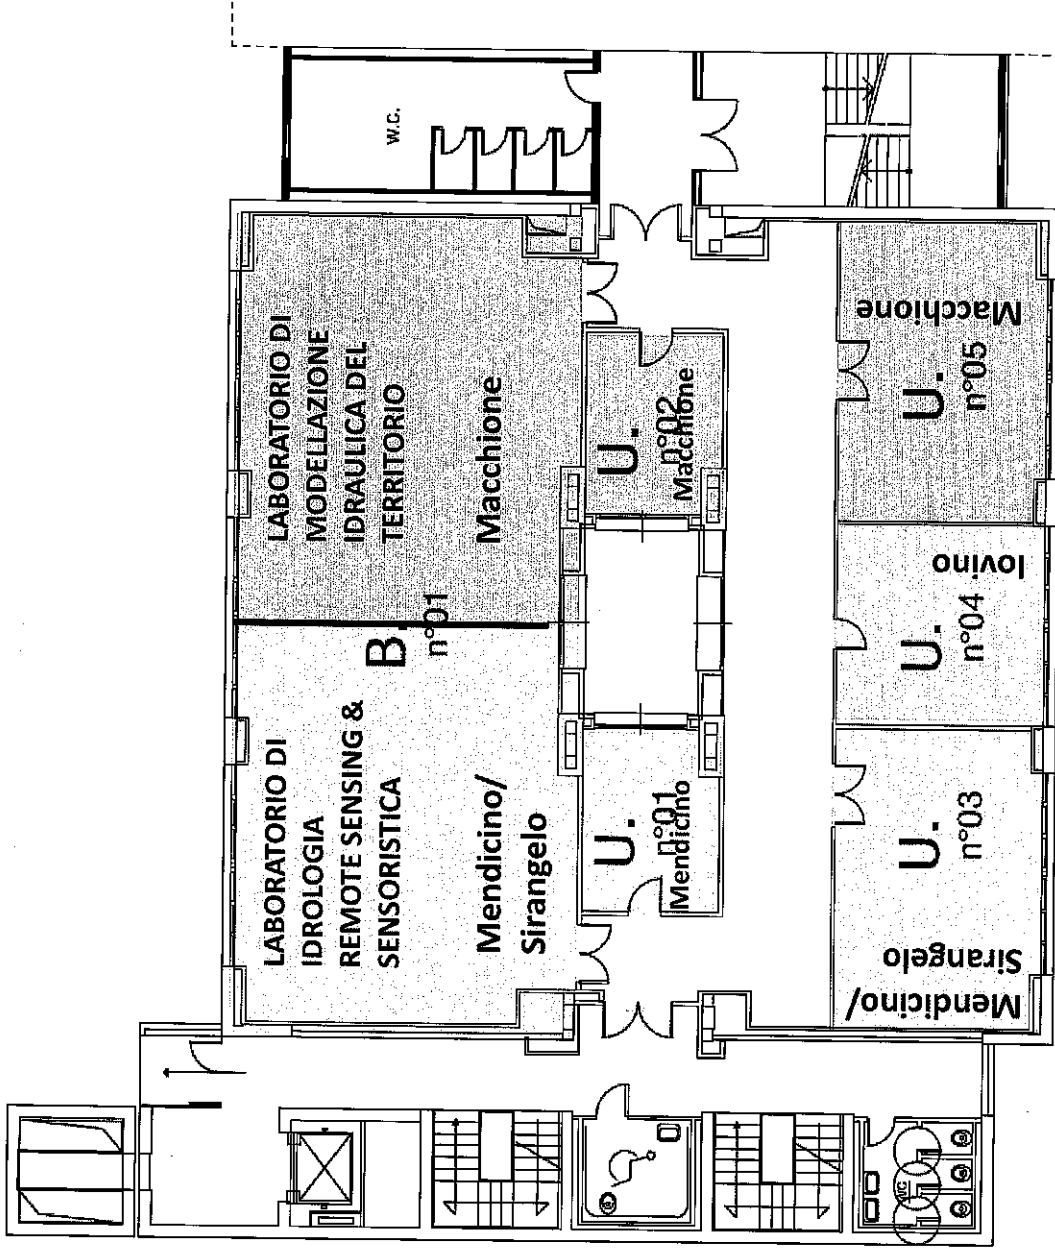 W.C.
LABORATORIO DI
MODELLAZIONE
IDRAULICA DEL
TERRITORIO
Macchione
B.
n°01
LABORATORIO DI
IDROLOGIA
REMOTE SENSING &
SENSORISTICA
Mendicino/
Sirangelo
U.
n°02
Macchione
U.
n°01
Mendicino
Macchione
U.
n°05
Iovino
U.
n°04
Mendicino/
Sirangelo
U.
n°03
WC